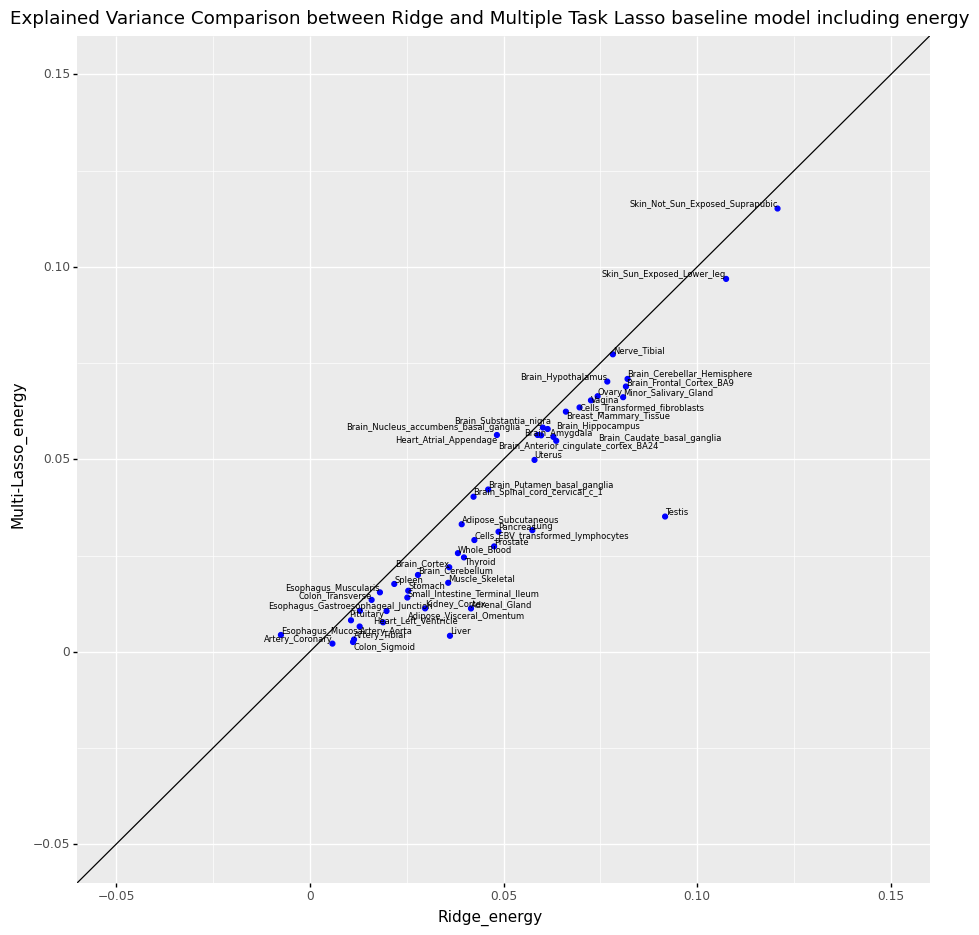 Explained Variance Comparison between Ridge and Multiple Task Lasso baseline model including energy
0.15
Skin_Not_Sun_Exposed_Suprapubic
0.10
Skin_Sun_Exposed_Lower_leg
Nerve_Tibial
Brain_Cerebellar_Hemisphere
Brain_Hypothalamus
Brain_Frontal_Cortex_BA9
Ovary
Minor_Salivary_Gland
Vagina
Cells_Transformed_fibroblasts
Breast_Mammary_Tissue
Brain_Substantia_nigra
Brain_Nucleus_accumbens_basal_ganglia
Brain_Hippocampus
Brain_Amygdala
Heart_Atrial_Appendage
Brain_Caudate_basal_ganglia
Brain_Anterior_cingulate_cortex_BA24
0.05
Uterus
Brain_Putamen_basal_ganglia
Brain_Spinal_cord_cervical_c_1
Testis
Adipose_Subcutaneous
Pancreas
Lung
Cells_EBV_transformed_lymphocytes
Prostate
Whole_Blood
Thyroid
Brain_Cortex
Brain_Cerebellum
Spleen
Muscle_Skeletal
Esophagus_Muscularis
Stomach
Colon_Transverse
Small_Intestine_Terminal_Ileum
Esophagus_Gastroesophageal_Junction
Kidney_Cortex
Adrenal_Gland
Pituitary
Adipose_Visceral_Omentum
Heart_Left_Ventricle
Esophagus_Mucosa
Artery_Aorta
Liver
Artery_Coronary
Artery_Tibial
Colon_Sigmoid
0
−0.05
−0.05
0
0.05
0.10
0.15
Ridge_energy
Multi-Lasso_energy